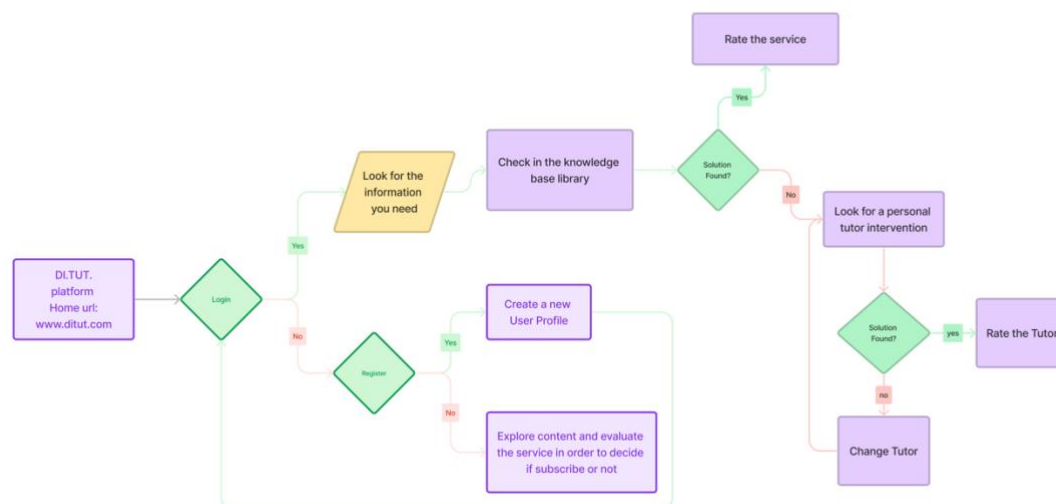 Rate the service
Yes
Solution
Found?
Check in the knowledge
base library
Look for the
information
you need
No
Look for a personal
tutor intervention
Yes
DI.TUT.
platform
Home url:
www.ditut.com
Login
No
Create a new
User Profile
Yes
Register
No
Explore content and evaluate
the service in order to decide
if subscribe or not
Solution
Found?
yes
Rate the Tutor
no
Change Tutor